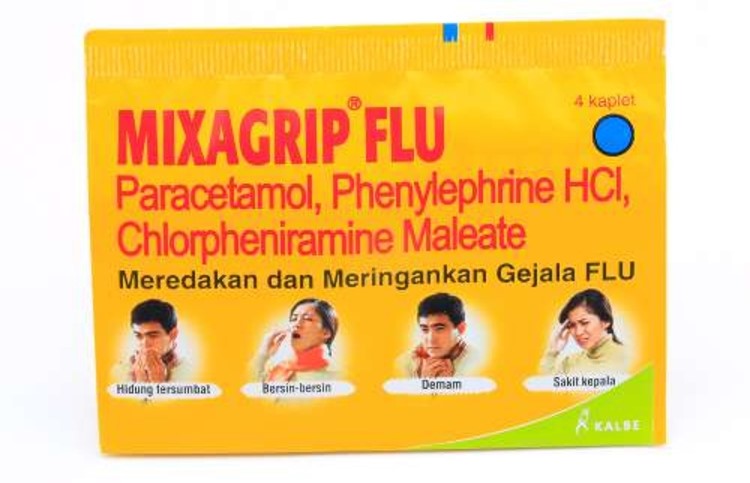 4 kaplet
MIXAGRIP® FLU
Paracetamol, Phenylephrine HCl,
Chlorpheniramine Maleate
Meredakan dan Meringankan Gejala FLU
Hidung tersumbat
Bersin-bersin
Demam
Sakit kepala
KALBE